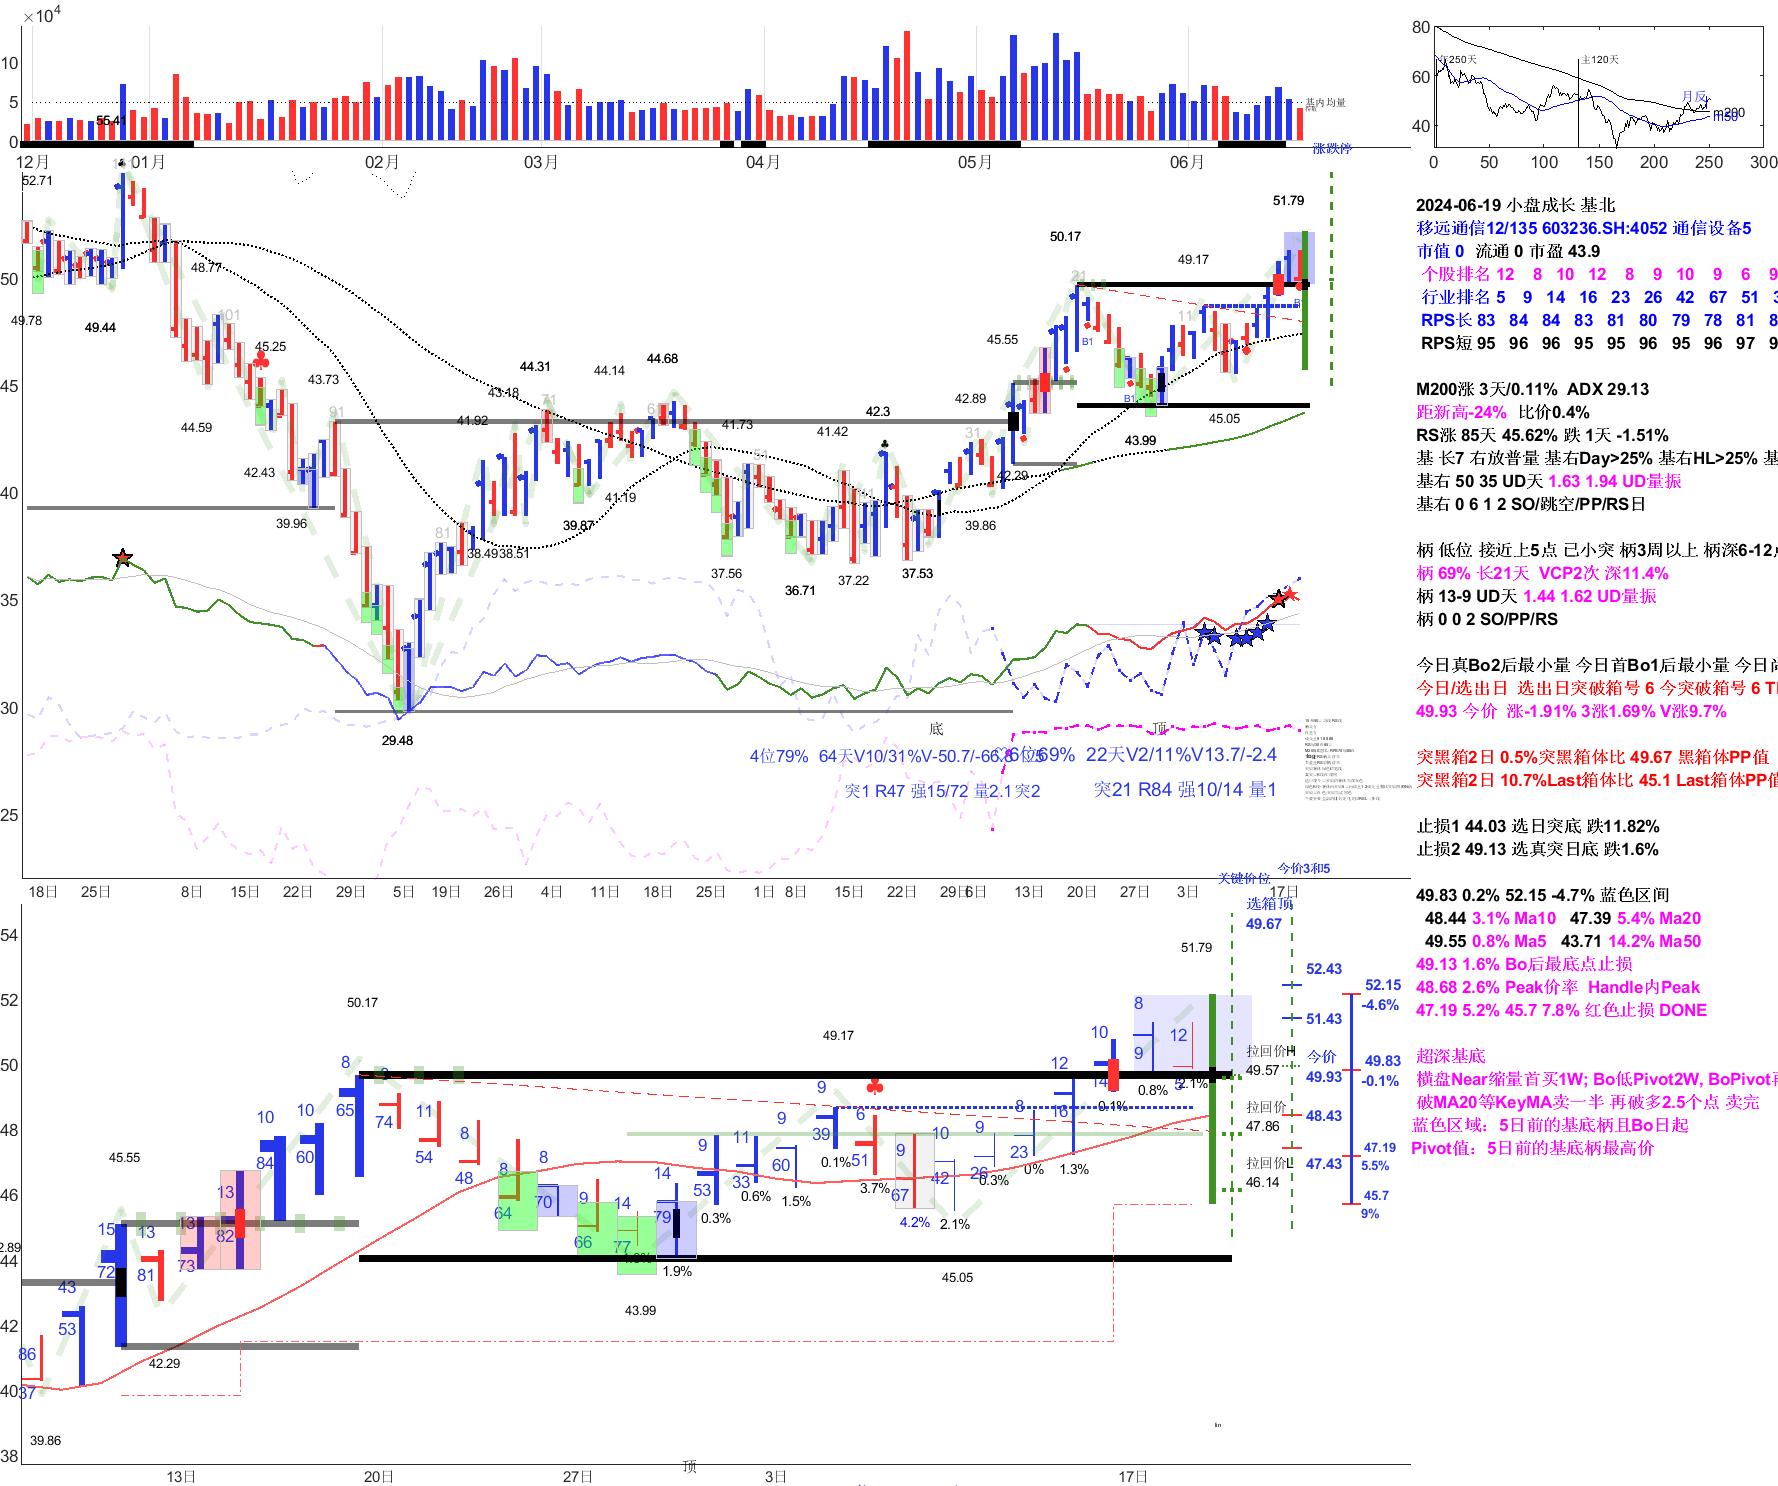 ×10⁴
10
5
0
55.41
基内均量
12月 01月 02月 03月 04月 05月 06月
涨跌停
80
60
40
年250天
主120天
月反
m200
m50
0 50 100 150 200 250 300
52.71
49.78
49.44
48.77
101
45.25
44.59
43.73
91
42.43
39.96
29.48
81
41.92
43.18
44.31
71
38.49
38.51
39.87
41.19
44.14
44.68
41.73
37.56
51
36.71
41.42
37.22
42.3
37.53
39.86
31
42.89
42.29
45.55
50.17
21
B1
B1
43.99
11
49.17
45.05
51.79
50
45
40
35
30
25
底
顶
4位79% 64天V10/31%V-50.7/-66.8
突1 R47 强15/72 量2.1
突2
6位69% 22天V2/11%V13.7/-2.4
突21 R84 强10/14 量1
18日 25日 8日 15日 22日 29日 5日 19日 26日 4日 11日 18日 25日 1日 8日 15日 22日 29日 6日 13日 20日 27日 3日 17日
关键价位
今价3和5
2024-06-19 小盘成长 基北
移远通信12/135 603236.SH:4052 通信设备5
市值 0 流通 0 市盈 43.9
个股排名 12 8 10 12 8 9 10 9 6 9
行业排名 5 9 14 16 23 26 42 67 51 3
RPS长 83 84 84 83 81 80 79 78 81 8
RPS短 95 96 96 95 95 96 95 96 97 9
M200涨 3天/0.11% ADX 29.13
距新高-24% 比价0.4%
RS涨 85天 45.62% 跌 1天 -1.51%
基 长7 右放普量 基右Day>25% 基右HL>25% 基
基右 50 35 UD天 1.63 1.94 UD量振
基右 0 6 1 2 SO/跳空/PP/RS日
柄 低位 接近上5点 己小突 柄3周以上 柄深6-12点
柄 69% 长21天 VCP2次 深11.4%
柄 13-9 UD天 1.44 1.62 UD量振
柄 0 0 2 SO/PP/RS
今日真Bo2后最小量 今日首Bo1后最小量 今日尚
今日/选出日 选出日突破箱号 6 今突破箱号 6
49.93 今价 涨-1.91% 3涨1.69% V涨9.7%
突黑箱2日 0.5%突黑箱体比 49.67 黑箱体PP值
突黑箱2日 10.7%Last箱体比 45.1 Last箱体PP值
止损1 44.03 选日突底 跌11.82%
止损2 49.13 选真突日底 跌1.6%
49.83 0.2% 52.15 -4.7% 蓝色区间
48.44 3.1% Ma10 47.39 5.4% Ma20
49.55 0.8% Ma5 43.71 14.2% Ma50
49.13 1.6% Bo后最底点止损
48.68 2.6% Peak价率 Handle内Peak
47.19 5.2% 45.7 7.8% 红色止损 DONE
超深基底
横盘Near缩量首买1W; Bo低Pivot2W, BoPivot再
破MA20等KeyMA卖一半 再破多2.5个点 卖完
蓝色区域：5日前的基底柄且Bo日起
Pivot值：5日前的基底柄最高价
54
52
50
48
46
44
42
40
38
2.89
86
37
43
53
39.86
45.55
15
72
42.29
13
81
13
73
13
82
10
84
10
60
50.17
8
65
74
11
54
8
48
8
64
8
70
9
66
14
77
43.99
14
79
1.9%
9
53
0.3%
11
33
0.6%
9
60
1.5%
49.17
9
39
0.1%
6
51
3.7%
9
67
4.2%
10
42
2.1%
9
26
0.3%
45.05
8
23
0%
12
16
1.3%
10
14
0.1%
8
9
0.8%
12
5
2.1%
51.79
选箱顶
49.67
拉回价H
49.57
拉回价
47.86
拉回价L
46.14
52.43
51.43
今价
49.93
48.43
47.43
52.15
-4.6%
49.83
-0.1%
47.19
5.5%
45.7
9%
13日 20日 27日 3日 17日
顶